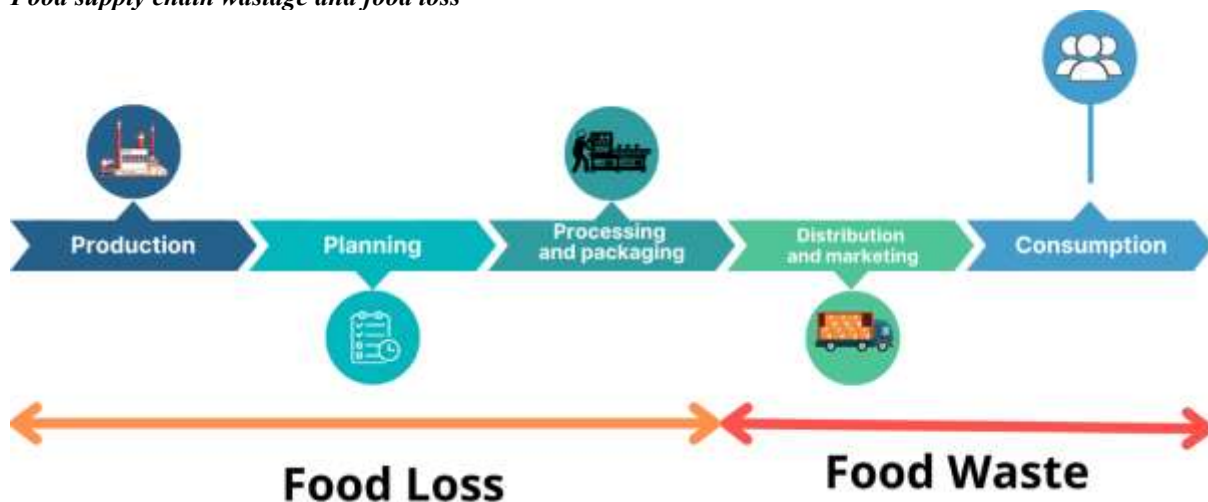 Food supply chain wastage and food loss
Production
Planning
Processing
and packaging
Distribution
and marketing
Consumption
Food Loss
Food Waste